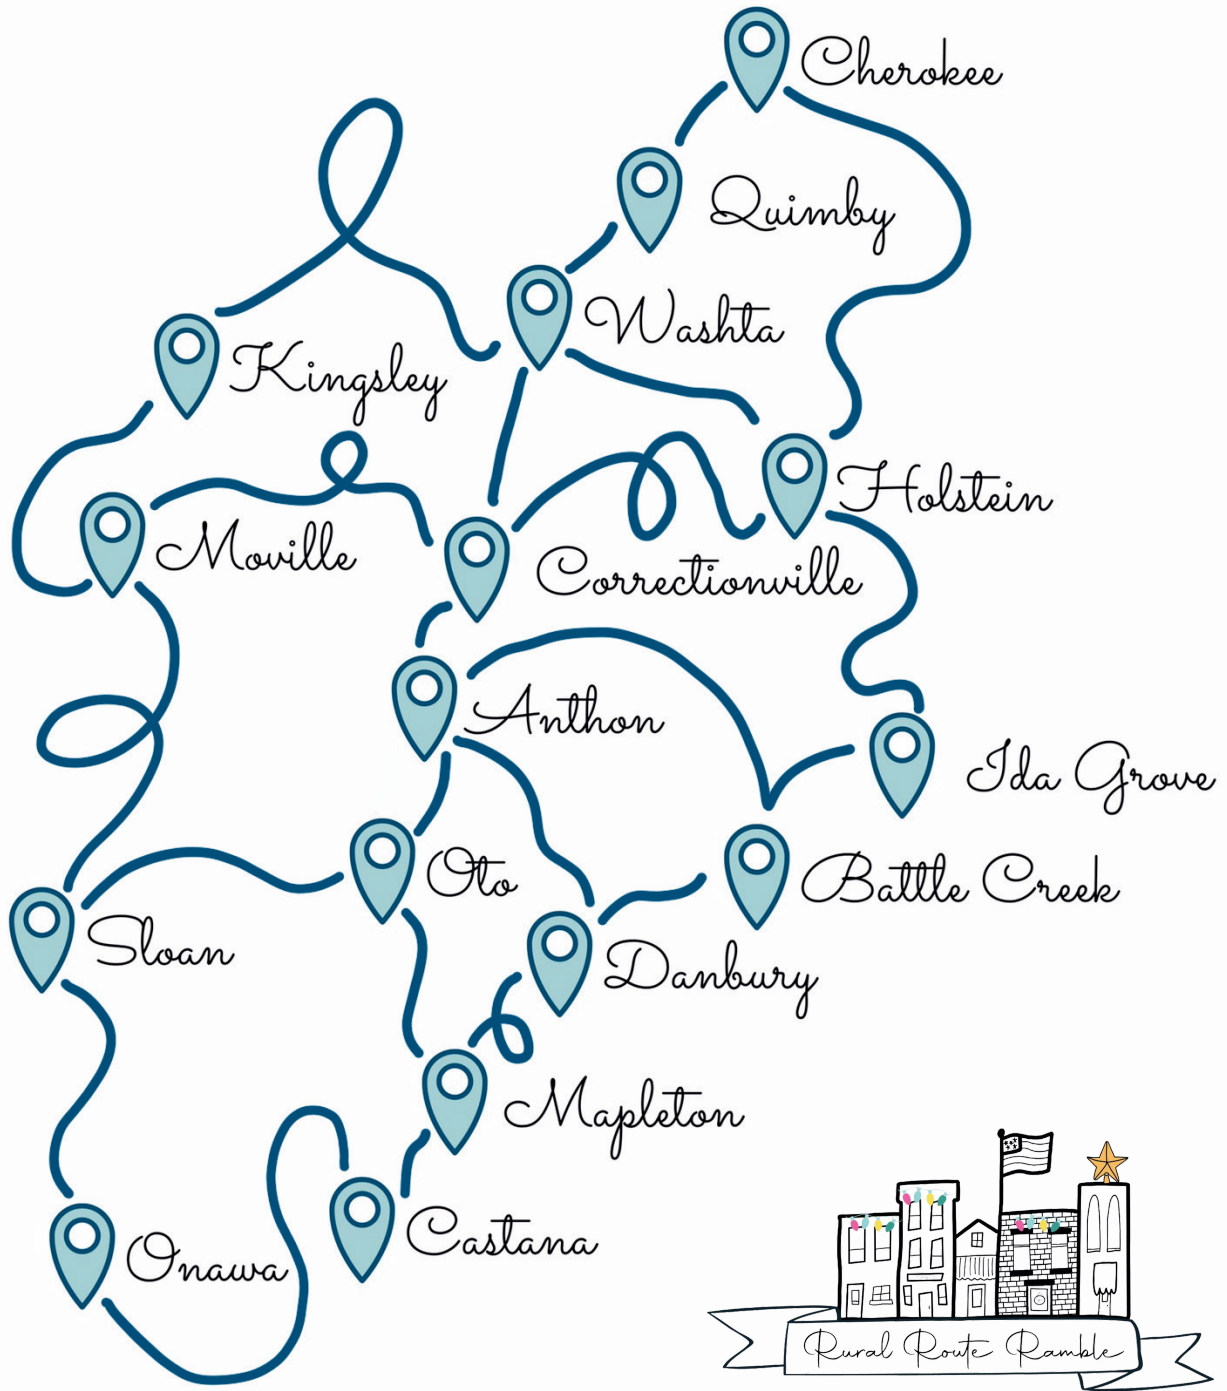 Cherokee
Quimby
Washta
Kingsley
Holstein
Moville
Correctionville
Anthon
Ida Grove
Oto
Battle Creek
Sloan
Danbury
Mapleton
Castana
Onawa
Rural Route Ramble